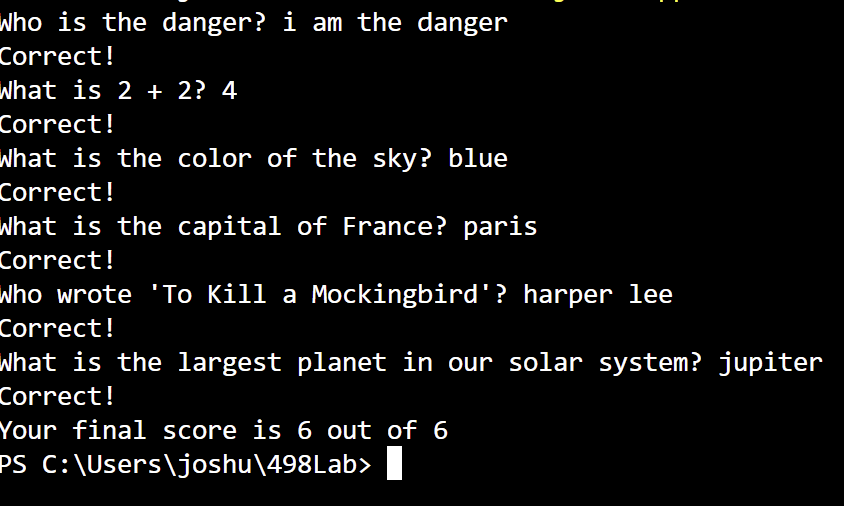 Who is the danger? i am the danger
Correct!
What is 2 + 2? 4
Correct!
What is the color of the sky? blue
Correct!
What is the capital of France? paris
Correct!
Who wrote 'To Kill a Mockingbird'? harper lee
Correct!
What is the largest planet in our solar system? jupiter
Correct!
Your final score is 6 out of 6
PS C:\Users\joshu\498Lab>